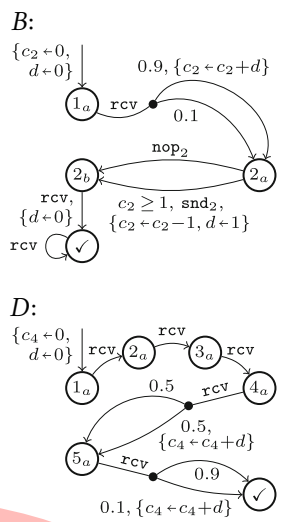 B:
{c₂←0,
d←0}
0.9, {c₂←c₂+d}
1ₐ
rcv
0.1
nop₂
2_b
2ₐ
rcv,
{d←0}
c₂ ≥ 1, snd₂,
{c₂←c₂−1, d←1}
rcv
✓
D:
{c₄←0,
d←0}
rcv
2ₐ
rcv
3ₐ
rcv
1ₐ
0.5
rcv
4ₐ
0.5,
{c₄←c₄+d}
5ₐ
rcv
0.9
✓
0.1, {c₄←c₄+d}